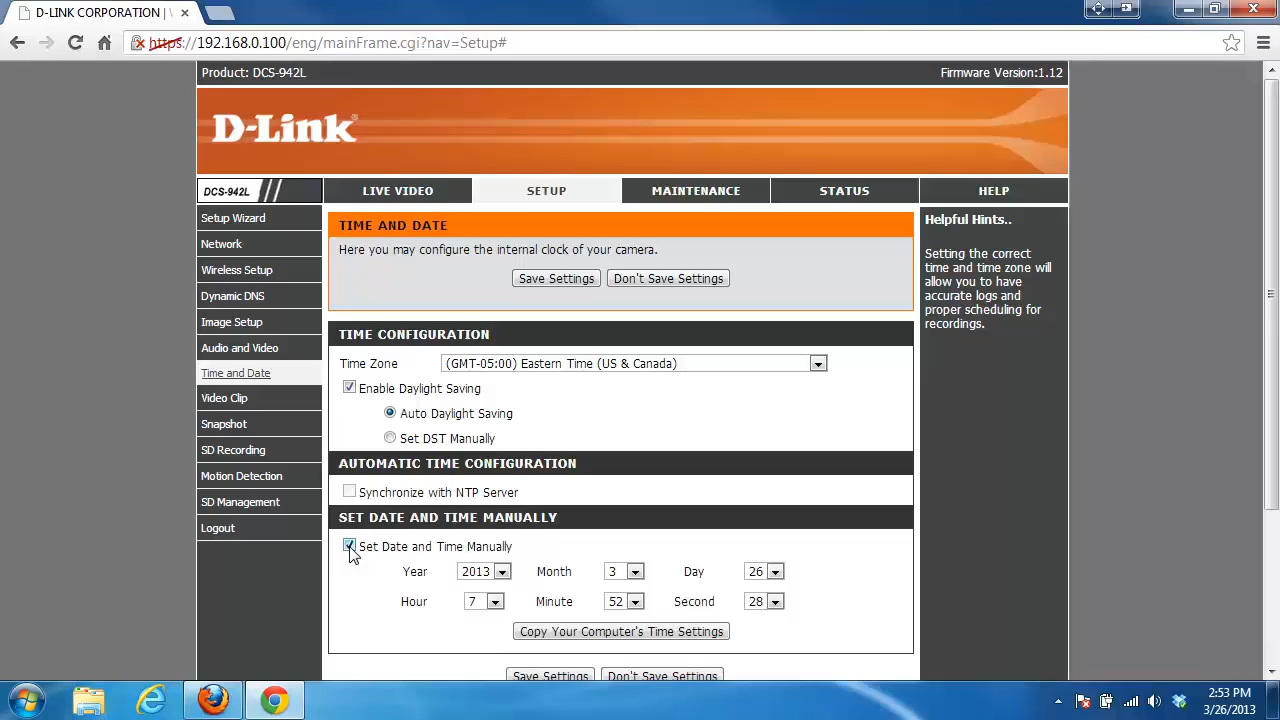 D-LINK CORPORATION | \
https://192.168.0.100/eng/mainFrame.cgi?nav=Setup#
Product: DCS-942L
Firmware Version:1.12
D-Link®
DCS-942L
LIVE VIDEO
SETUP
MAINTENANCE
STATUS
HELP
Setup Wizard
Network
Wireless Setup
Dynamic DNS
Image Setup
Audio and Video
Time and Date
Video Clip
Snapshot
SD Recording
Motion Detection
SD Management
Logout
TIME AND DATE
Here you may configure the internal clock of your camera.
Save Settings Don't Save Settings
TIME CONFIGURATION
Time Zone (GMT-05:00) Eastern Time (US & Canada)
Enable Daylight Saving
Auto Daylight Saving
Set DST Manually
AUTOMATIC TIME CONFIGURATION
Synchronize with NTP Server
SET DATE AND TIME MANUALLY
Set Date and Time Manually
Year 2013 Month 3 Day 26
Hour 7 Minute 52 Second 28
Copy Your Computer's Time Settings
Save Settings Don't Save Settings
Helpful Hints..
Setting the correct
time and time zone will
allow you to have
accurate logs and
proper scheduling for
recordings.
2:53 PM
3/26/2013